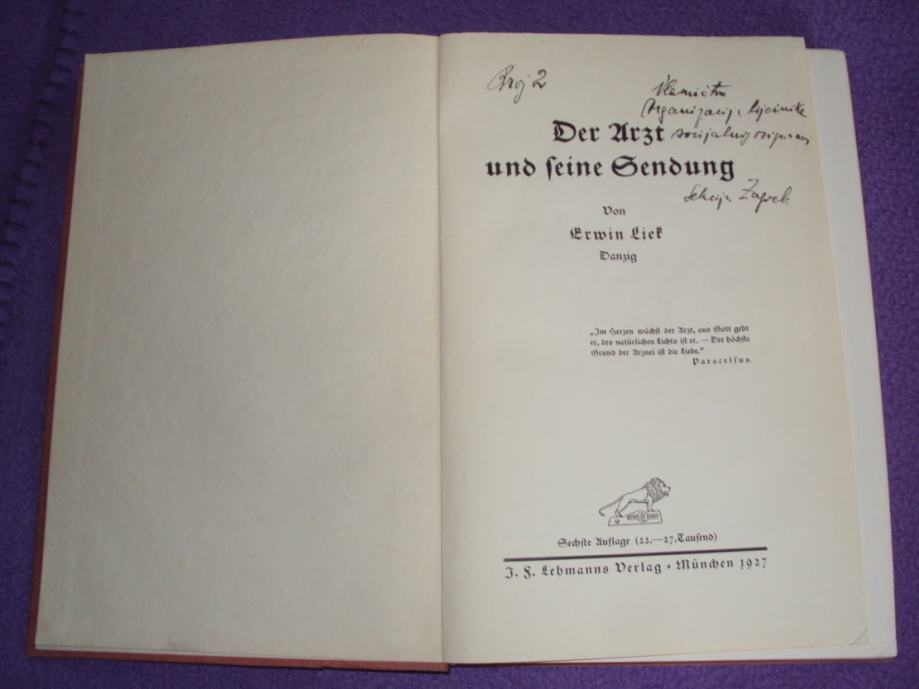 Broj 2
Vlasničtvo
Organizacije liječnika
socijalnog osiguranja
Sekcija Zagreb.
Der Arzt
und seine Sendung
Von
Erwin Liek
Danzig
„Im Herzen wächst der Arzt, aus Gott geht
er, des natürlichen Lichts ist er. — Der höchste
Grund der Arznei ist die Liebe.“
Paracelsus.
Sechste Auflage (22.—27. Tausend)
J. F. Lehmanns Verlag • München 1927